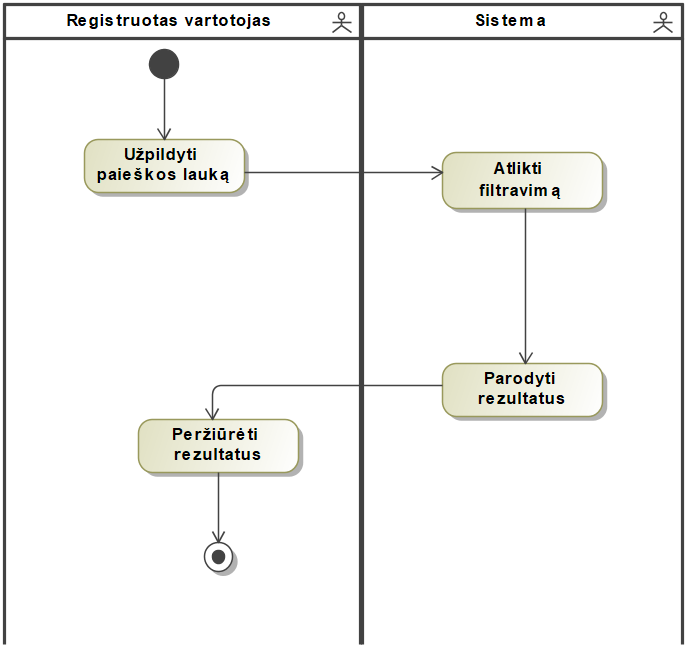 Registruotas vartotojas
Sistema
Užpildyti
paieškos lauką
Atlikti
filtravimą
Parodyti
rezultatus
Peržiūrėti
rezultatus